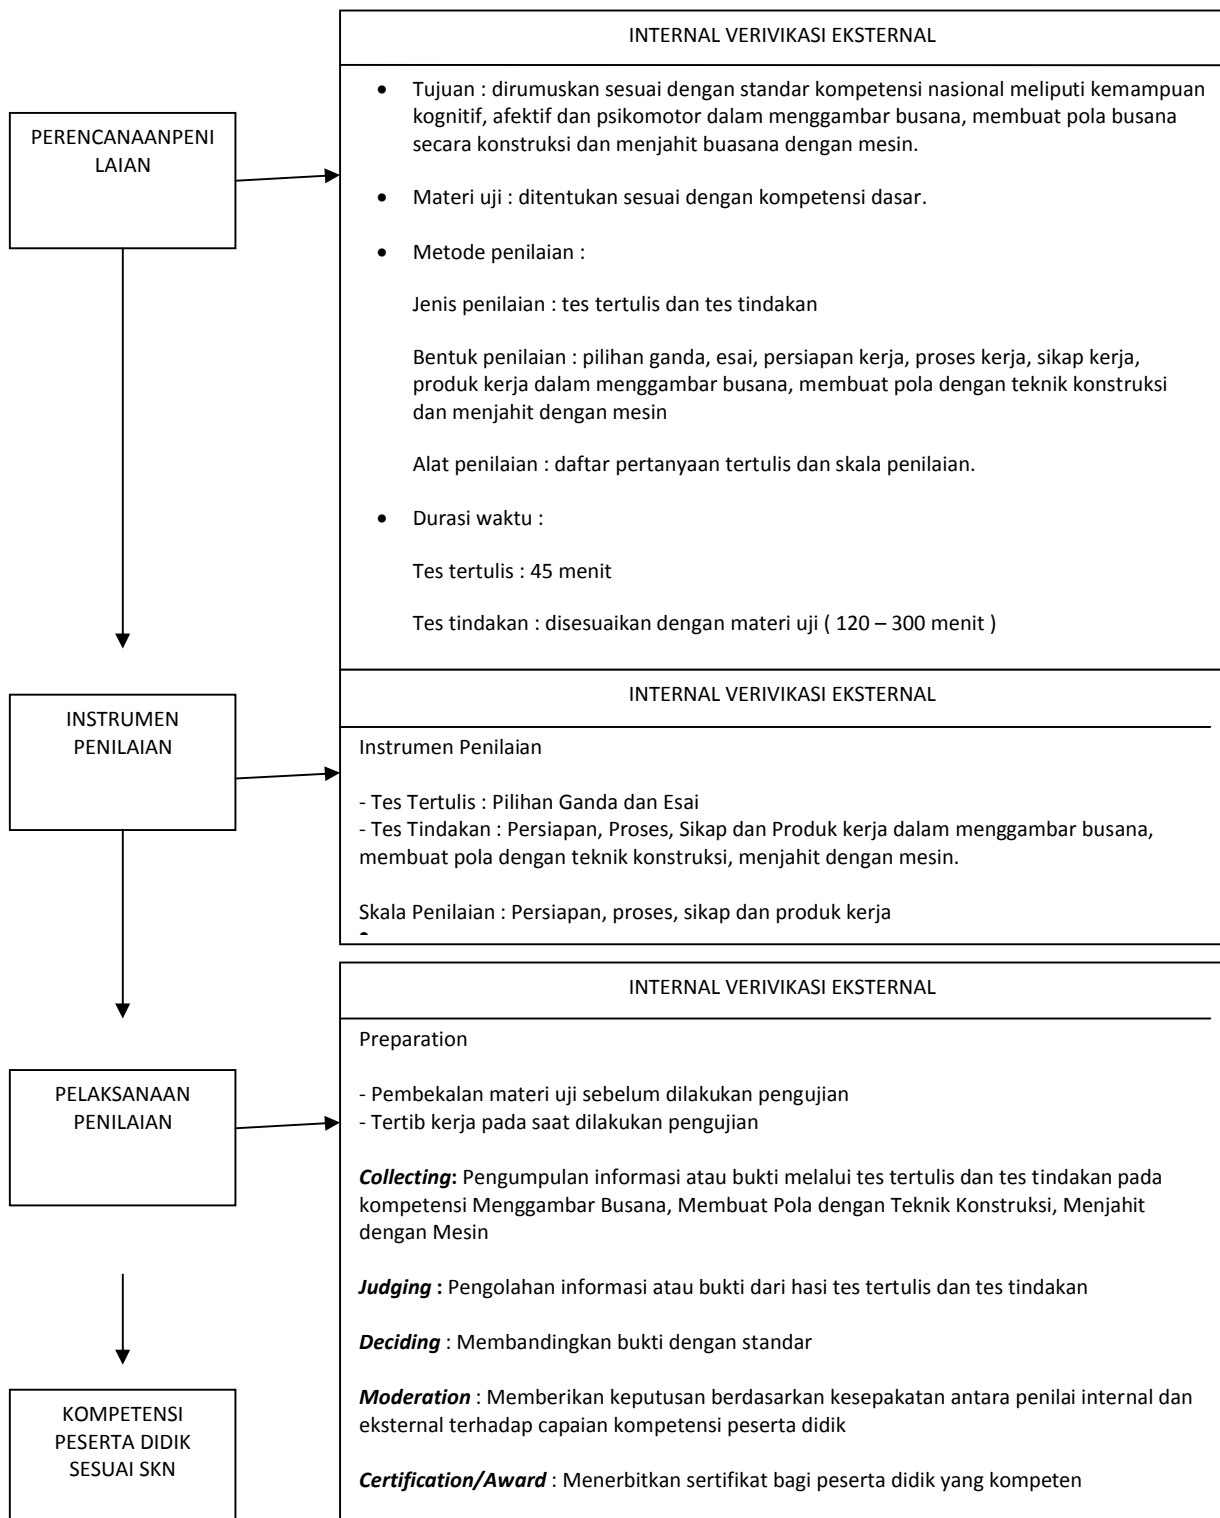 INTERNAL VERIVIKASI EKSTERNAL
PERENCANAANPENI
LAIAN
• Tujuan : dirumuskan sesuai dengan standar kompetensi nasional meliputi kemampuan
kognitif, afektif dan psikomotor dalam menggambar busana, membuat pola busana
secara konstruksi dan menjahit buasana dengan mesin.
• Materi uji : ditentukan sesuai dengan kompetensi dasar.
• Metode penilaian :
Jenis penilaian : tes tertulis dan tes tindakan
Bentuk penilaian : pilihan ganda, esai, persiapan kerja, proses kerja, sikap kerja,
produk kerja dalam menggambar busana, membuat pola dengan teknik konstruksi
dan menjahit dengan mesin
Alat penilaian : daftar pertanyaan tertulis dan skala penilaian.
• Durasi waktu :
Tes tertulis : 45 menit
Tes tindakan : disesuaikan dengan materi uji ( 120 – 300 menit )
INSTRUMEN
PENILAIAN
INTERNAL VERIVIKASI EKSTERNAL
Instrumen Penilaian
- Tes Tertulis : Pilihan Ganda dan Esai
- Tes Tindakan : Persiapan, Proses, Sikap dan Produk kerja dalam menggambar busana,
membuat pola dengan teknik konstruksi, menjahit dengan mesin.
Skala Penilaian : Persiapan, proses, sikap dan produk kerja
•
INTERNAL VERIVIKASI EKSTERNAL
PELAKSANAAN
PENILAIAN
Preparation
- Pembekalan materi uji sebelum dilakukan pengujian
- Tertib kerja pada saat dilakukan pengujian
Collecting: Pengumpulan informasi atau bukti melalui tes tertulis dan tes tindakan pada
kompetensi Menggambar Busana, Membuat Pola dengan Teknik Konstruksi, Menjahit
dengan Mesin
Judging : Pengolahan informasi atau bukti dari hasi tes tertulis dan tes tindakan
Deciding : Membandingkan bukti dengan standar
Moderation : Memberikan keputusan berdasarkan kesepakatan antara penilai internal dan
eksternal terhadap capaian kompetensi peserta didik
Certification/Award : Menerbitkan sertifikat bagi peserta didik yang kompeten
KOMPETENSI
PESERTA DIDIK
SESUAI SKN